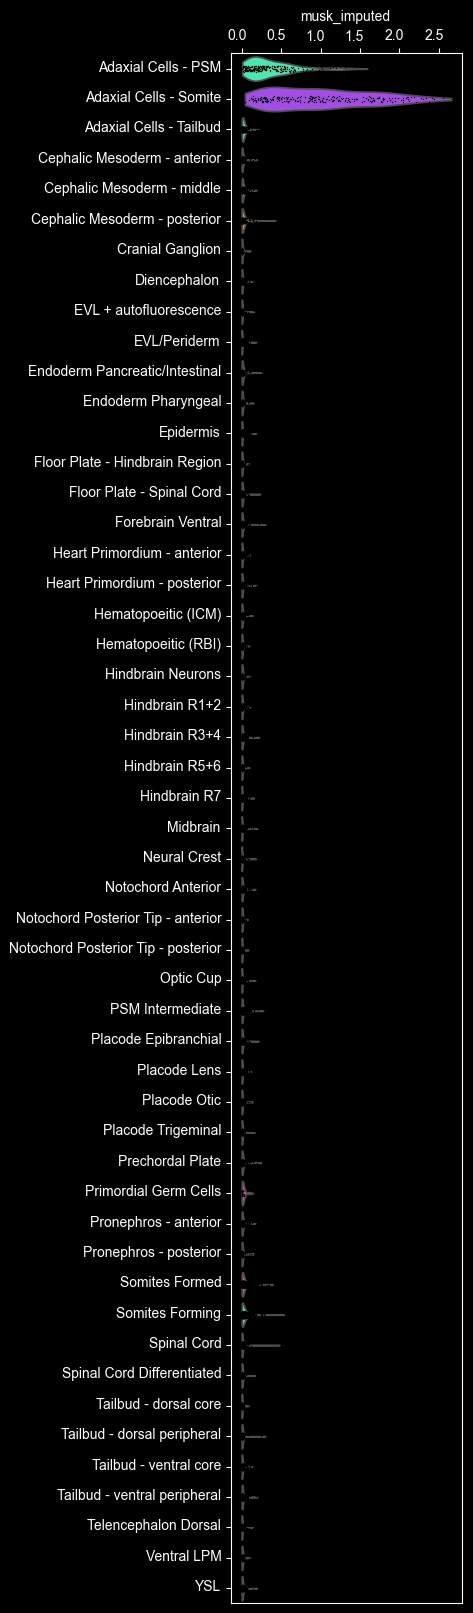 musk_imputed
0.0 0.5 1.0 1.5 2.0 2.5
Adaxial Cells - PSM
Adaxial Cells - Somite
Adaxial Cells - Tailbud
Cephalic Mesoderm - anterior
Cephalic Mesoderm - middle
Cephalic Mesoderm - posterior
Cranial Ganglion
Diencephalon
EVL + autofluorescence
EVL/Periderm
Endoderm Pancreatic/Intestinal
Endoderm Pharyngeal
Epidermis
Floor Plate - Hindbrain Region
Floor Plate - Spinal Cord
Forebrain Ventral
Heart Primordium - anterior
Heart Primordium - posterior
Hematopoeitic (ICM)
Hematopoeitic (RBI)
Hindbrain Neurons
Hindbrain R1+2
Hindbrain R3+4
Hindbrain R5+6
Hindbrain R7
Midbrain
Neural Crest
Notochord Anterior
Notochord Posterior Tip - anterior
Notochord Posterior Tip - posterior
Optic Cup
PSM Intermediate
Placode Epibranchial
Placode Lens
Placode Otic
Placode Trigeminal
Prechordal Plate
Primordial Germ Cells
Pronephros - anterior
Pronephros - posterior
Somites Formed
Somites Forming
Spinal Cord
Spinal Cord Differentiated
Tailbud - dorsal core
Tailbud - dorsal peripheral
Tailbud - ventral core
Tailbud - ventral peripheral
Telencephalon Dorsal
Ventral LPM
YSL